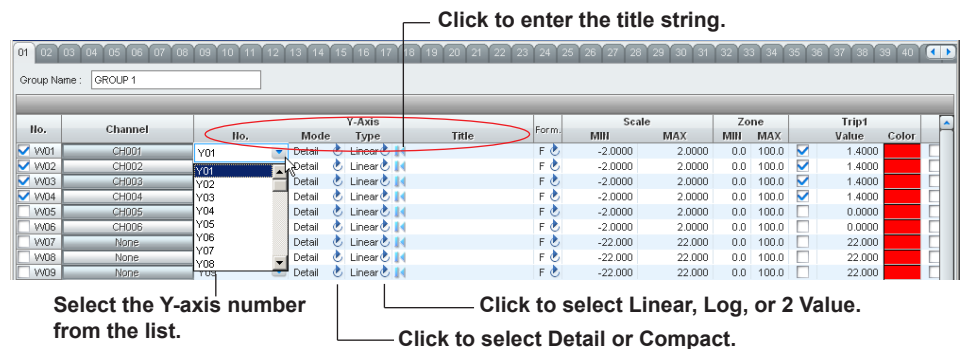 Click to enter the title string.
01 02 03 04 05 06 07 08 09 10 11 12 13 14 15 16 17 18 19 20 21 22 23 24 25 26 27 28 29 30 31 32 33 34 35 36 37 38 39 40
Group Name : GROUP 1
No. Channel Y-Axis Form. Scale Zone Trip1
No. Mode Type Title MIN MAX MIN MAX Value Color
W01 CH001 Y01 Detail Linear F -2.0000 2.0000 0.0 100.0 1.4000
W02 CH002 Y01 Detail Linear F -2.0000 2.0000 0.0 100.0 1.4000
W03 CH003 Y02 Detail Linear F -2.0000 2.0000 0.0 100.0 1.4000
W04 CH004 Y03 Detail Linear F -2.0000 2.0000 0.0 100.0 1.4000
W05 CH005 Y04 Detail Linear F -2.0000 2.0000 0.0 100.0 0.0000
W06 CH006 Y05 Detail Linear F -2.0000 2.0000 0.0 100.0 0.0000
W07 None Y06 Detail Linear F -22.000 22.000 0.0 100.0 22.000
W08 None Y07 Detail Linear F -22.000 22.000 0.0 100.0 22.000
Y08
W09 None Y09 Detail Linear F -22.000 22.000 0.0 100.0 22.000
Select the Y-axis number
from the list.
Click to select Linear, Log, or 2 Value.
Click to select Detail or Compact.